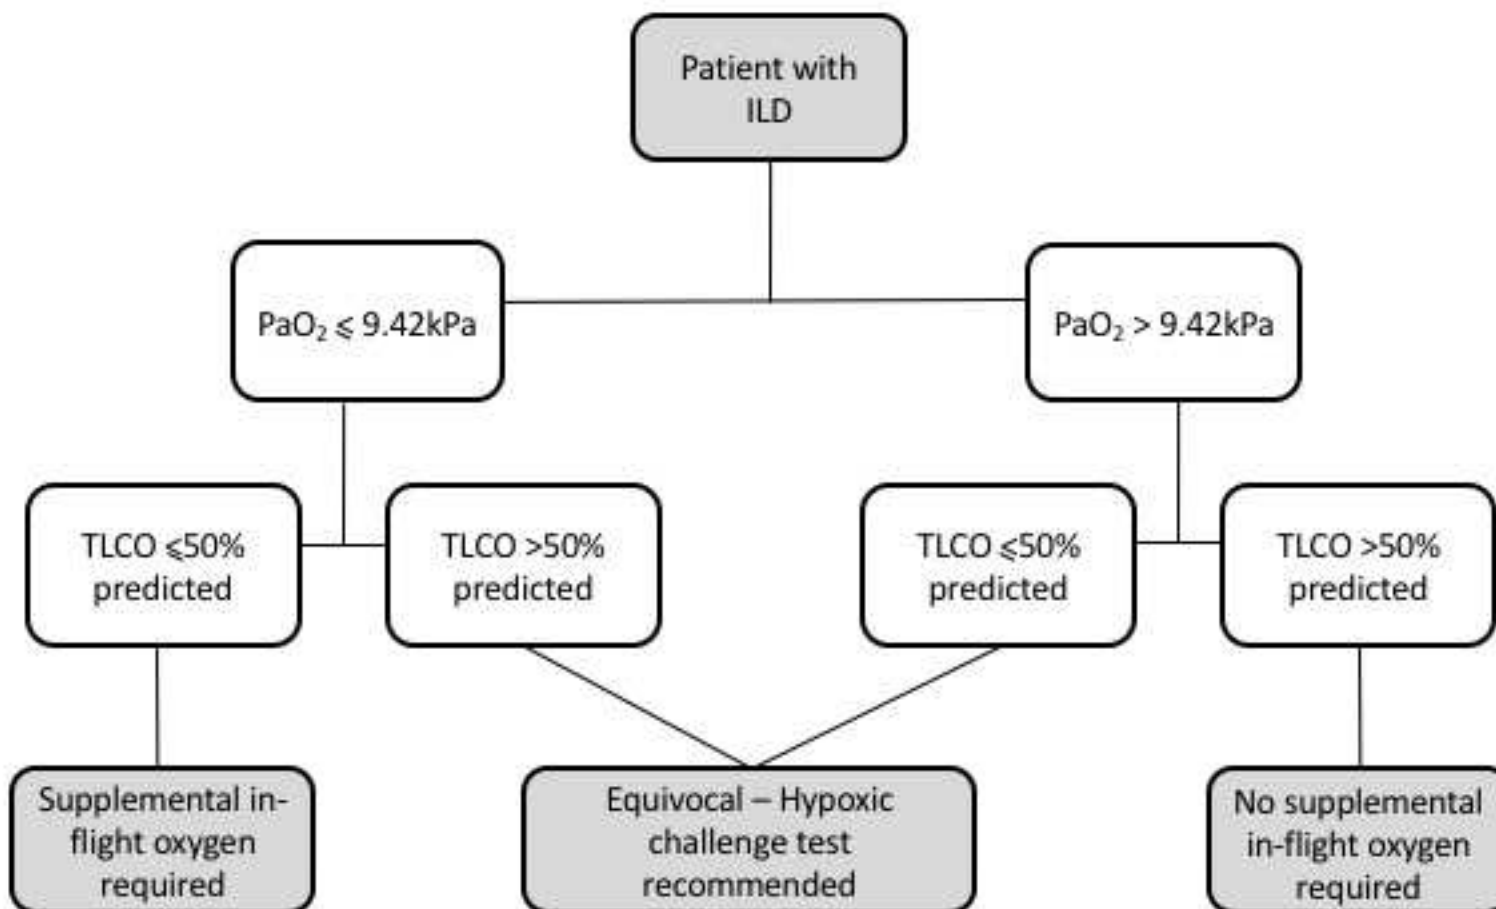 Patient with
ILD
PaO₂ ⩽ 9.42kPa
PaO₂ > 9.42kPa
TLCO ⩽50%
predicted
TLCO >50%
predicted
TLCO ⩽50%
predicted
TLCO >50%
predicted
Supplemental in-
flight oxygen
required
Equivocal – Hypoxic
challenge test
recommended
No supplemental
in-flight oxygen
required